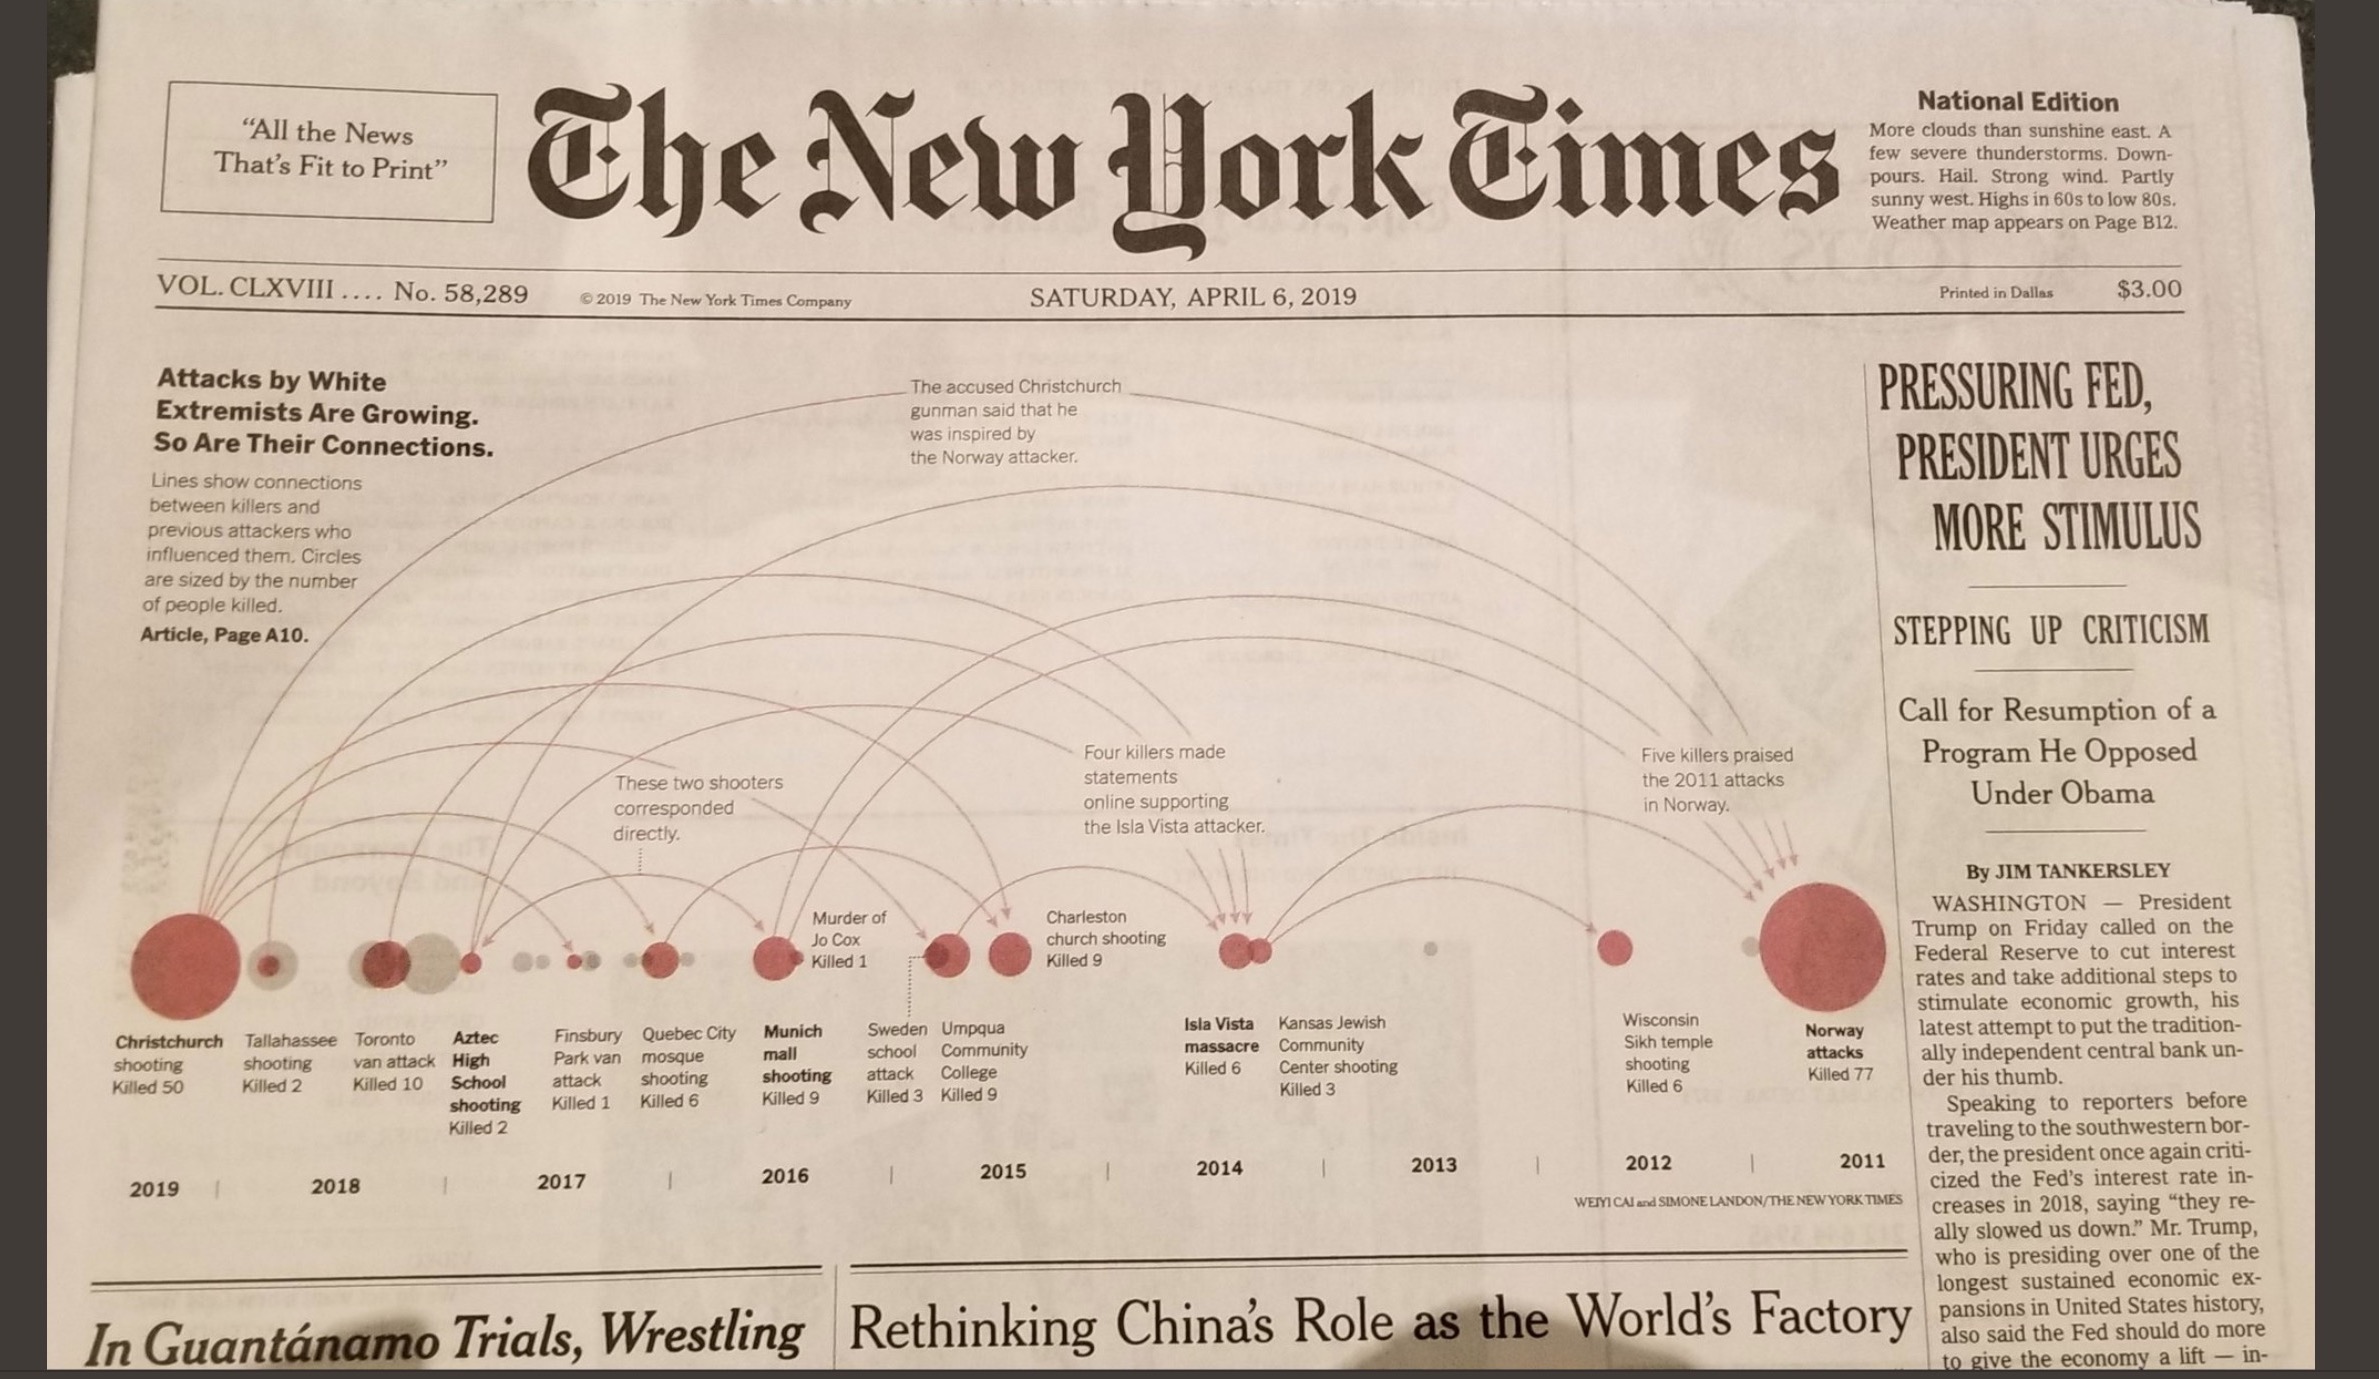 "All the News
That's Fit to Print"
The New York Times
National Edition
More clouds than sunshine east. A
few severe thunderstorms. Down-
pours. Hail. Strong wind. Partly
sunny west. Highs in 60s to low 80s.
Weather map appears on Page B12.
VOL. CLXVIII .... No. 58,289
© 2019 The New York Times Company
SATURDAY, APRIL 6, 2019
Printed in Dallas
$3.00
Attacks by White
Extremists Are Growing.
So Are Their Connections.
Lines show connections
between killers and
previous attackers who
influenced them. Circles
are sized by the number
of people killed.
Article, Page A10.
The accused Christchurch
gunman said that he
was inspired by
the Norway attacker.
These two shooters
corresponded
directly.
Four killers made
statements
online supporting
the Isla Vista attacker.
Five killers praised
the 2011 attacks
in Norway.
Murder of
Jo Cox
Killed 1
Charleston
church shooting
Killed 9
Christchurch
shooting
Killed 50
Tallahassee
shooting
Killed 2
Toronto
van attack
Killed 10
Aztec
High
School
shooting
Killed 2
Finsbury
Park van
attack
Killed 1
Quebec City
mosque
shooting
Killed 6
Munich
mall
shooting
Killed 9
Sweden
school
attack
Killed 3
Umpqua
Community
College
Killed 9
Isla Vista
massacre
Killed 6
Kansas Jewish
Community
Center shooting
Killed 3
Wisconsin
Sikh temple
shooting
Killed 6
Norway
attacks
Killed 77
2019 | 2018 | 2017 | 2016 | 2015 | 2014 | 2013 | 2012 | 2011
WEIYI CAI and SIMONE LANDON/THE NEW YORK TIMES
PRESSURING FED,
PRESIDENT URGES
MORE STIMULUS
STEPPING UP CRITICISM
Call for Resumption of a
Program He Opposed
Under Obama
By JIM TANKERSLEY
WASHINGTON — President
Trump on Friday called on the
Federal Reserve to cut interest
rates and take additional steps to
stimulate economic growth, his
latest attempt to put the tradition-
ally independent central bank un-
der his thumb.
Speaking to reporters before
traveling to the southwestern bor-
der, the president once again criti-
cized the Fed's interest rate in-
creases in 2018, saying "they re-
ally slowed us down." Mr. Trump,
who is presiding over one of the
longest sustained economic ex-
pansions in United States history,
also said the Fed should do more
to give the economy a lift — in-
In Guantánamo Trials, Wrestling
Rethinking China's Role as the World's Factory